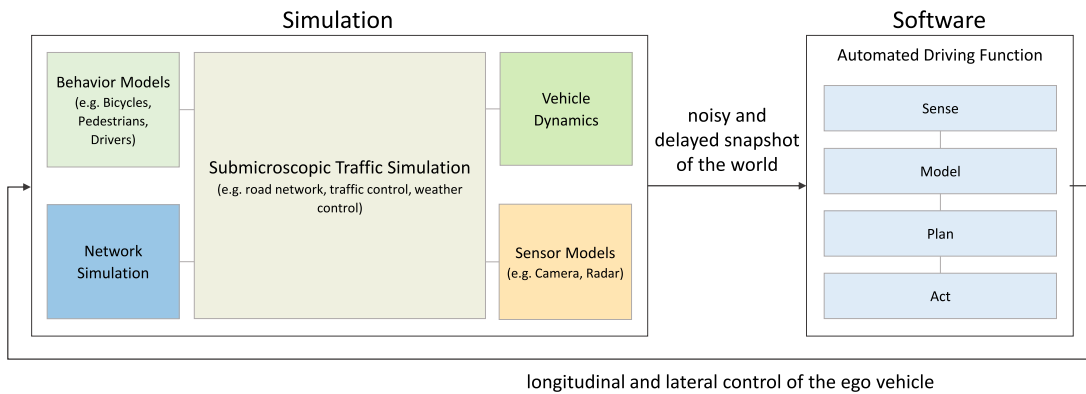 Simulation
Software
Behavior Models
(e.g. Bicycles,
Pedestrians,
Drivers)
Network
Simulation
Submicroscopic Traffic Simulation
(e.g. road network, traffic control, weather
control)
Vehicle
Dynamics
Sensor Models
(e.g. Camera, Radar)
noisy and
delayed snapshot
of the world
Automated Driving Function
Sense
Model
Plan
Act
longitudinal and lateral control of the ego vehicle